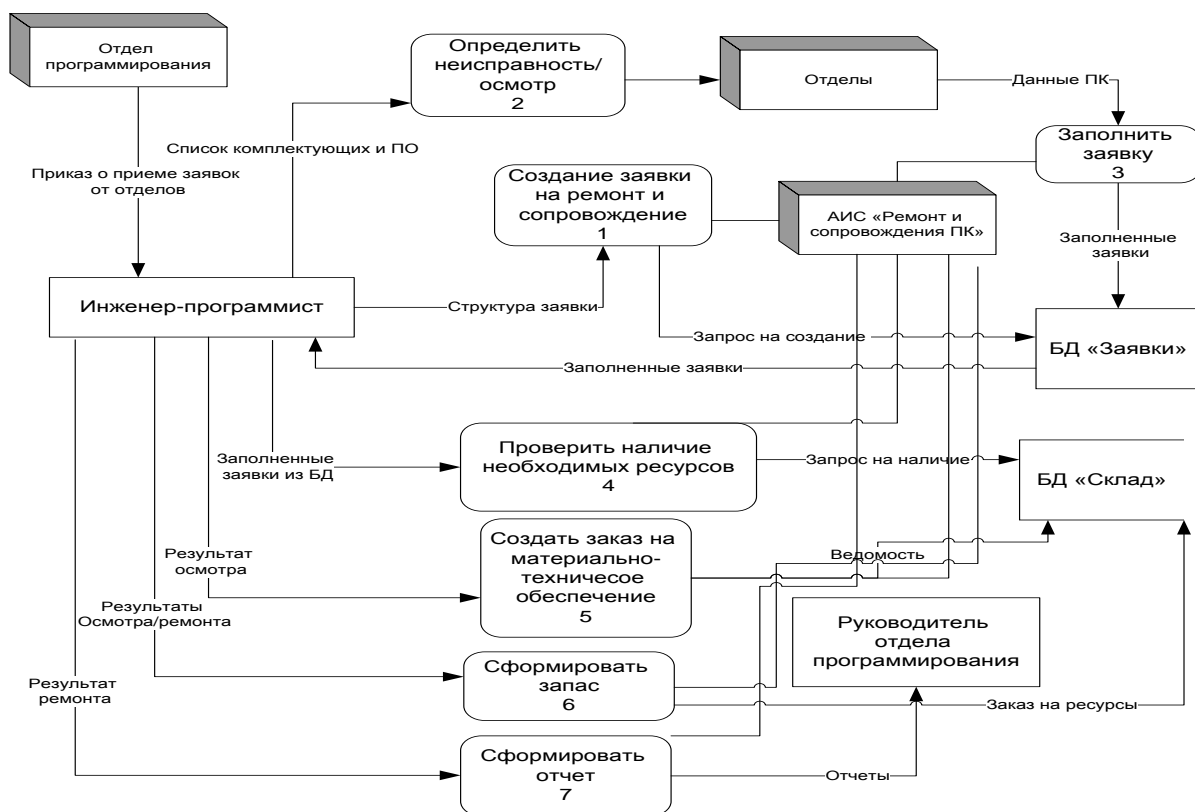 Отдел
программирования
Определить
неисправность/
осмотр
2
Отделы
Данные ПК
Заполнить
заявку
3
Список комплектующих и ПО
Приказ о приеме заявок
от отделов
Создание заявки
на ремонт и
сопровождение
1
АИС «Ремонт и
сопровождения ПК»
Заполненные
заявки
Инженер-программист
Структура заявки
Запрос на создание
БД «Заявки»
Заполненные заявки
Заполненные
заявки из БД
Проверить наличие
необходимых ресурсов
4
Запрос на наличие
БД «Склад»
Результат
осмотра
Создать заказ на
материально-
техничесое
обеспечение
5
Ведомость
Результаты
Осмотра/ремонта
Руководитель
отдела
программирования
Результат
ремонта
Сформировать
запас
6
Заказ на ресурсы
Сформировать
отчет
7
Отчеты